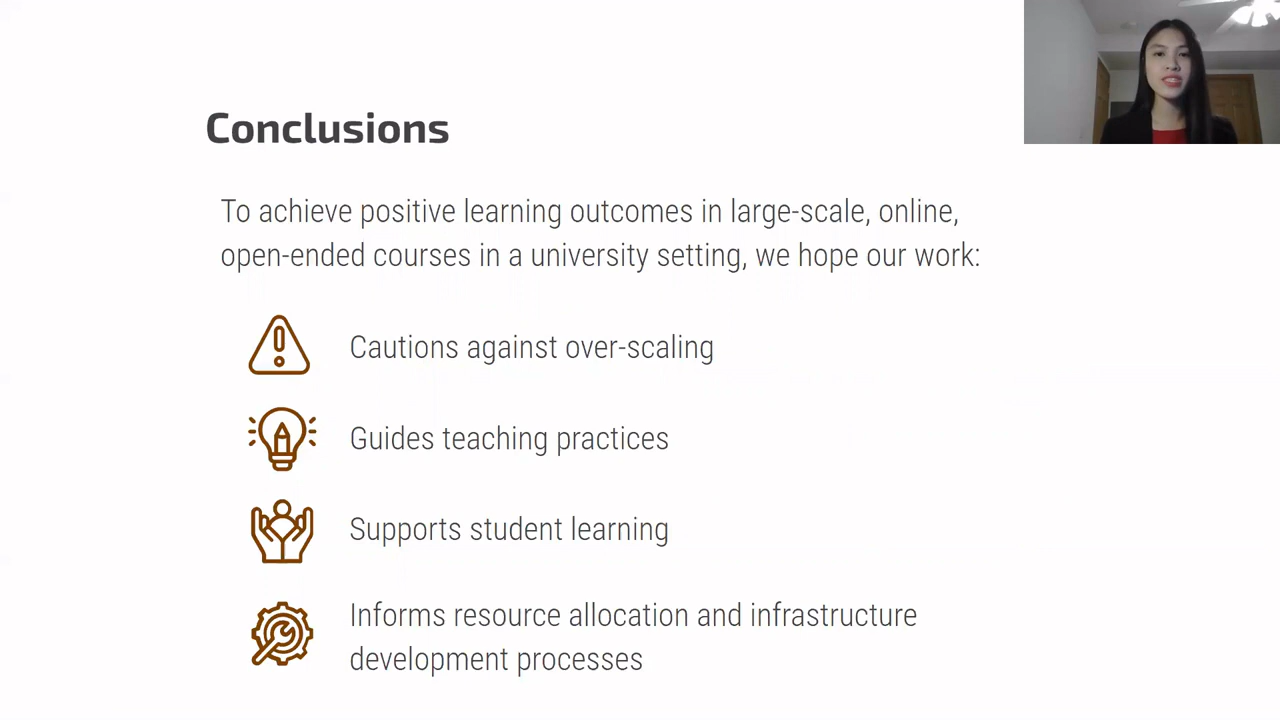 Conclusions
To achieve positive learning outcomes in large-scale, online,
open-ended courses in a university setting, we hope our work:
Cautions against over-scaling
Guides teaching practices
Supports student learning
Informs resource allocation and infrastructure
development processes